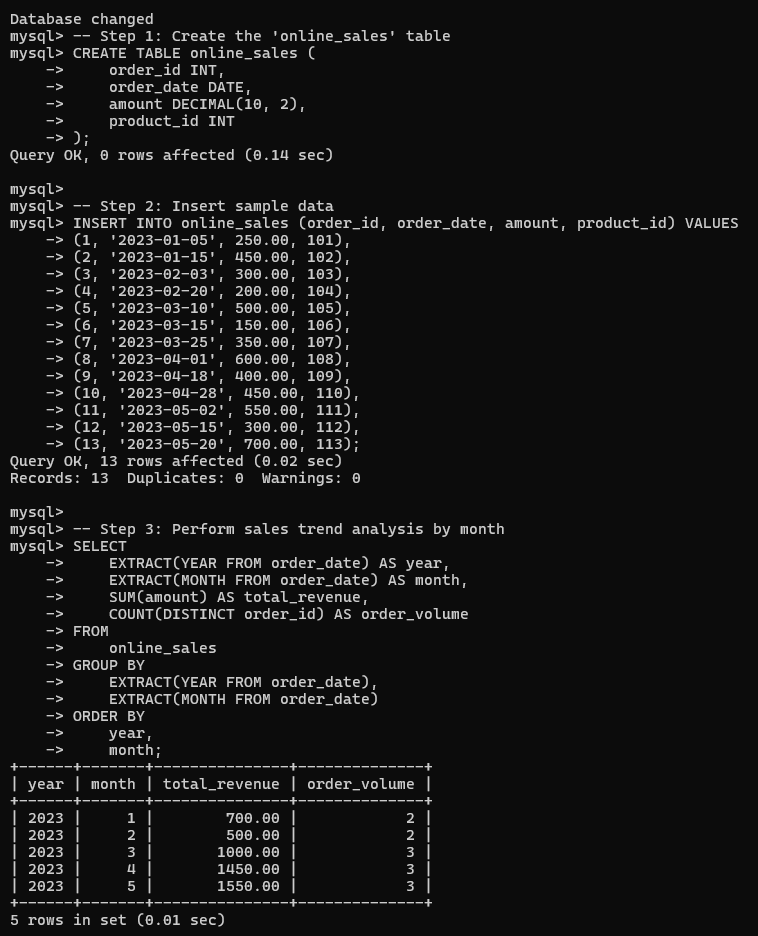 Database changed
mysql> -- Step 1: Create the 'online_sales' table
mysql> CREATE TABLE online_sales (
    ->     order_id INT,
    ->     order_date DATE,
    ->     amount DECIMAL(10, 2),
    ->     product_id INT
    -> );
Query OK, 0 rows affected (0.14 sec)

mysql>
mysql> -- Step 2: Insert sample data
mysql> INSERT INTO online_sales (order_id, order_date, amount, product_id) VALUES
    -> (1, '2023-01-05', 250.00, 101),
    -> (2, '2023-01-15', 450.00, 102),
    -> (3, '2023-02-03', 300.00, 103),
    -> (4, '2023-02-20', 200.00, 104),
    -> (5, '2023-03-10', 500.00, 105),
    -> (6, '2023-03-15', 150.00, 106),
    -> (7, '2023-03-25', 350.00, 107),
    -> (8, '2023-04-01', 600.00, 108),
    -> (9, '2023-04-18', 400.00, 109),
    -> (10, '2023-04-28', 450.00, 110),
    -> (11, '2023-05-02', 550.00, 111),
    -> (12, '2023-05-15', 300.00, 112),
    -> (13, '2023-05-20', 700.00, 113);
Query OK, 13 rows affected (0.02 sec)
Records: 13  Duplicates: 0  Warnings: 0

mysql>
mysql> -- Step 3: Perform sales trend analysis by month
mysql> SELECT
    ->     EXTRACT(YEAR FROM order_date) AS year,
    ->     EXTRACT(MONTH FROM order_date) AS month,
    ->     SUM(amount) AS total_revenue,
    ->     COUNT(DISTINCT order_id) AS order_volume
    -> FROM
    ->     online_sales
    -> GROUP BY
    ->     EXTRACT(YEAR FROM order_date),
    ->     EXTRACT(MONTH FROM order_date)
    -> ORDER BY
    ->     year,
    ->     month;
+------+-------+---------------+--------------+
| year | month | total_revenue | order_volume |
+------+-------+---------------+--------------+
| 2023 |     1 |        700.00 |            2 |
| 2023 |     2 |        500.00 |            2 |
| 2023 |     3 |       1000.00 |            3 |
| 2023 |     4 |       1450.00 |            3 |
| 2023 |     5 |       1550.00 |            3 |
+------+-------+---------------+--------------+
5 rows in set (0.01 sec)